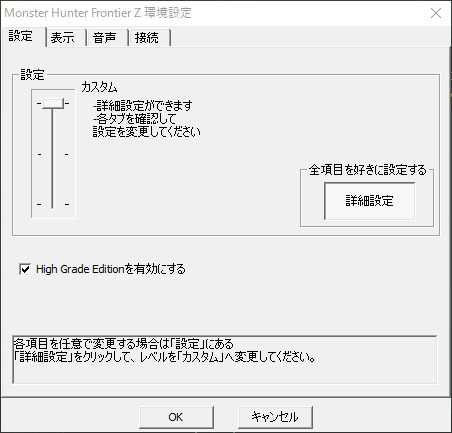 Monster Hunter Frontier Z 環境設定
設定 表示 音声 接続
設定
カスタム
-詳細設定ができます
-各タブを確認して
設定を変更してください
全項目を好きに設定する
詳細設定
High Grade Editionを有効にする
各項目を任意で変更する場合は「設定」にある
「詳細設定」をクリックして、レベルを「カスタム」へ変更してください。
OK キャンセル